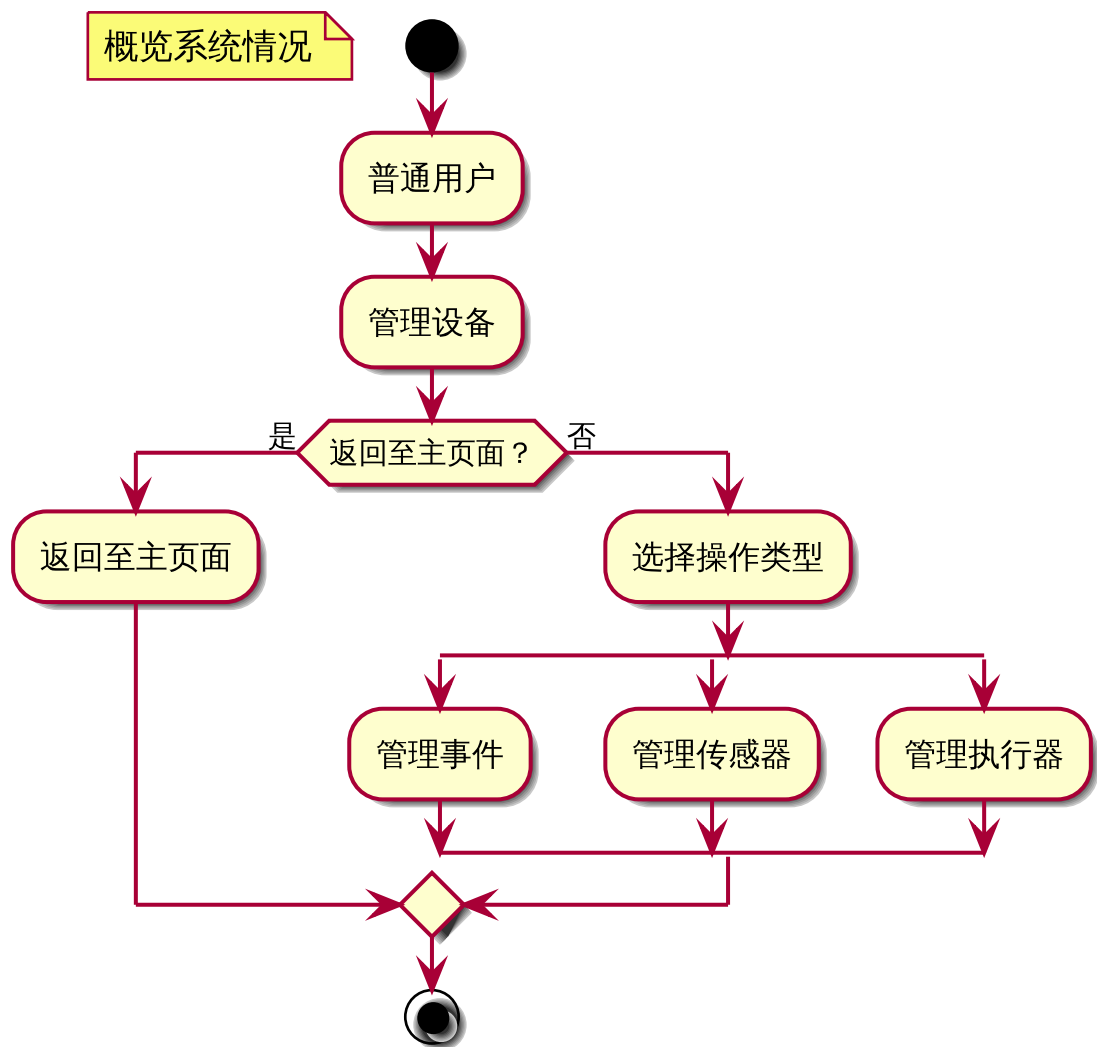 概览系统情况
普通用户
管理设备
是
返回至主页面？
否
返回至主页面
选择操作类型
管理事件
管理传感器
管理执行器